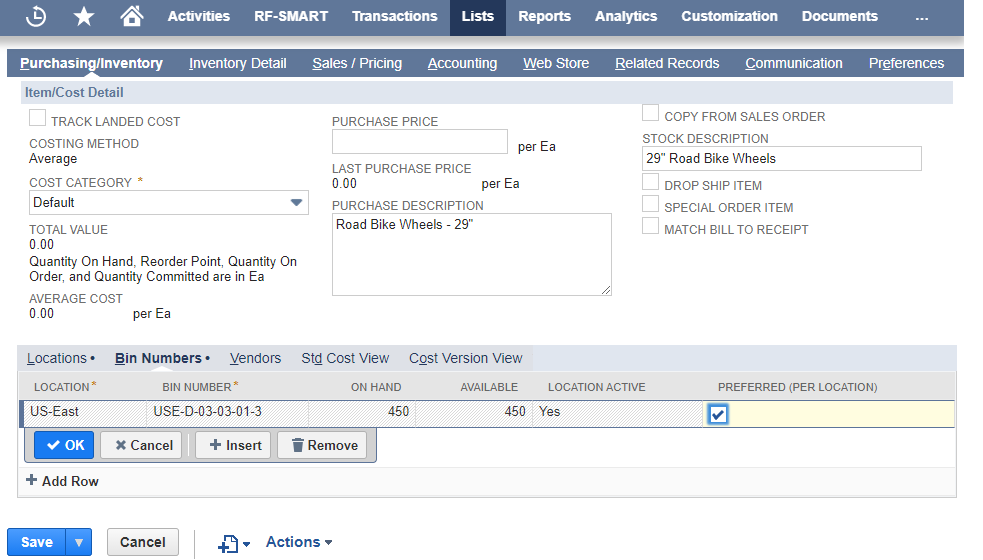 Activities RF-SMART Transactions Lists Reports Analytics Customization Documents ...
Purchasing/Inventory Inventory Detail Sales / Pricing Accounting Web Store Related Records Communication Preferences
Item/Cost Detail
TRACK LANDED COST
COSTING METHOD
Average
COST CATEGORY *
Default
TOTAL VALUE
0.00
Quantity On Hand, Reorder Point, Quantity On
Order, and Quantity Committed are in Ea
AVERAGE COST
0.00 per Ea
PURCHASE PRICE
per Ea
LAST PURCHASE PRICE
0.00 per Ea
PURCHASE DESCRIPTION
Road Bike Wheels - 29"
COPY FROM SALES ORDER
STOCK DESCRIPTION
29" Road Bike Wheels
DROP SHIP ITEM
SPECIAL ORDER ITEM
MATCH BILL TO RECEIPT
Locations • Bin Numbers • Vendors Std Cost View Cost Version View
LOCATION * BIN NUMBER * ON HAND AVAILABLE LOCATION ACTIVE PREFERRED (PER LOCATION)
US-East USE-D-03-03-01-3 450 450 Yes
OK Cancel Insert Remove
Add Row
Save Cancel Actions